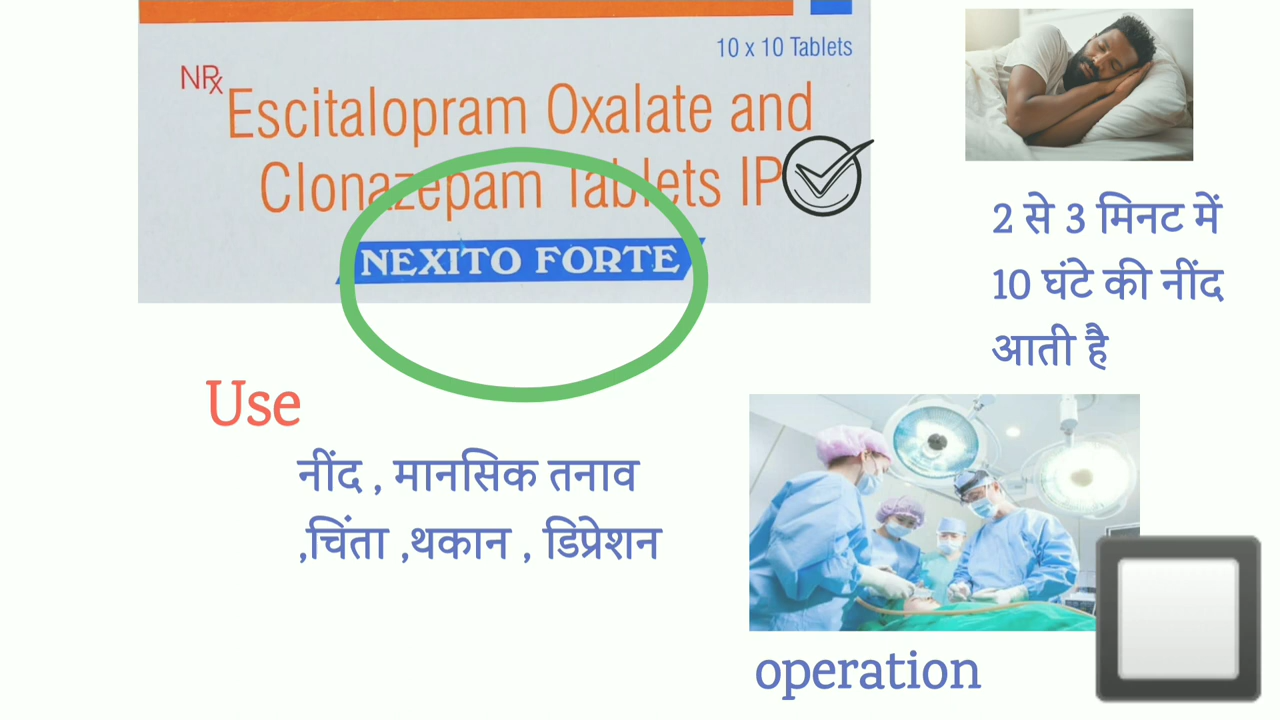 10 x 10 Tablets
NRx
Escitalopram Oxalate and
Clonazepam Tablets IP
NEXITO FORTE
2 से 3 मिनट में
10 घंटे की नींद
आती है
Use
नींद , मानसिक तनाव
,चिंता ,थकान , डिप्रेशन
operation